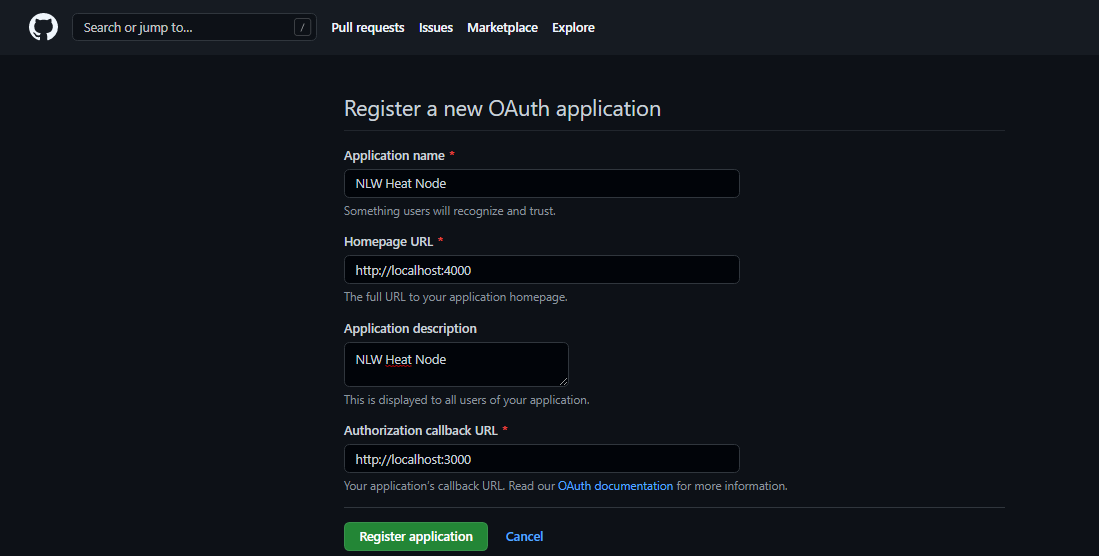 Search or jump to... /
Pull requests Issues Marketplace Explore
Register a new OAuth application
Application name *
NLW Heat Node
Something users will recognize and trust.
Homepage URL *
http://localhost:4000
The full URL to your application homepage.
Application description
NLW Heat Node
This is displayed to all users of your application.
Authorization callback URL *
http://localhost:3000
Your application's callback URL. Read our OAuth documentation for more information.
Register application Cancel